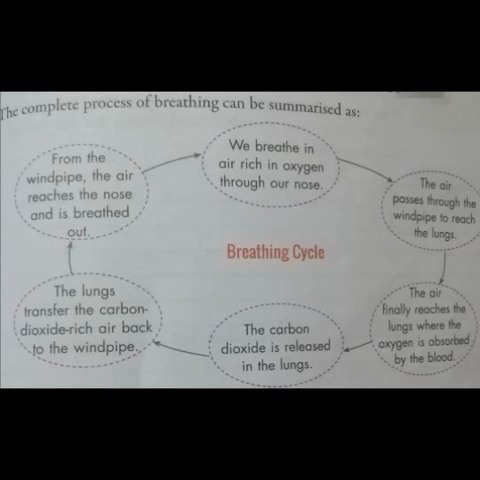 The complete process of breathing can be summarised as:
We breathe in
air rich in oxygen
through our nose.
The air
passes through the
windpipe to reach
the lungs.
The air
finally reaches the
lungs where the
oxygen is absorbed
by the blood.
The carbon
dioxide is released
in the lungs.
The lungs
transfer the carbon-
dioxide-rich air back
to the windpipe.
From the
windpipe, the air
reaches the nose
and is breathed
out.
Breathing Cycle